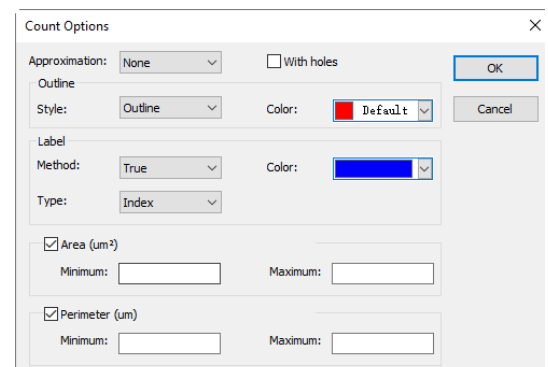 Count Options
Approximation: None With holes OK
Outline
Style: Outline Color: Default Cancel
Label
Method: True Color:
Type: Index
Area (um²)
Minimum: Maximum:
Perimeter (um)
Minimum: Maximum: